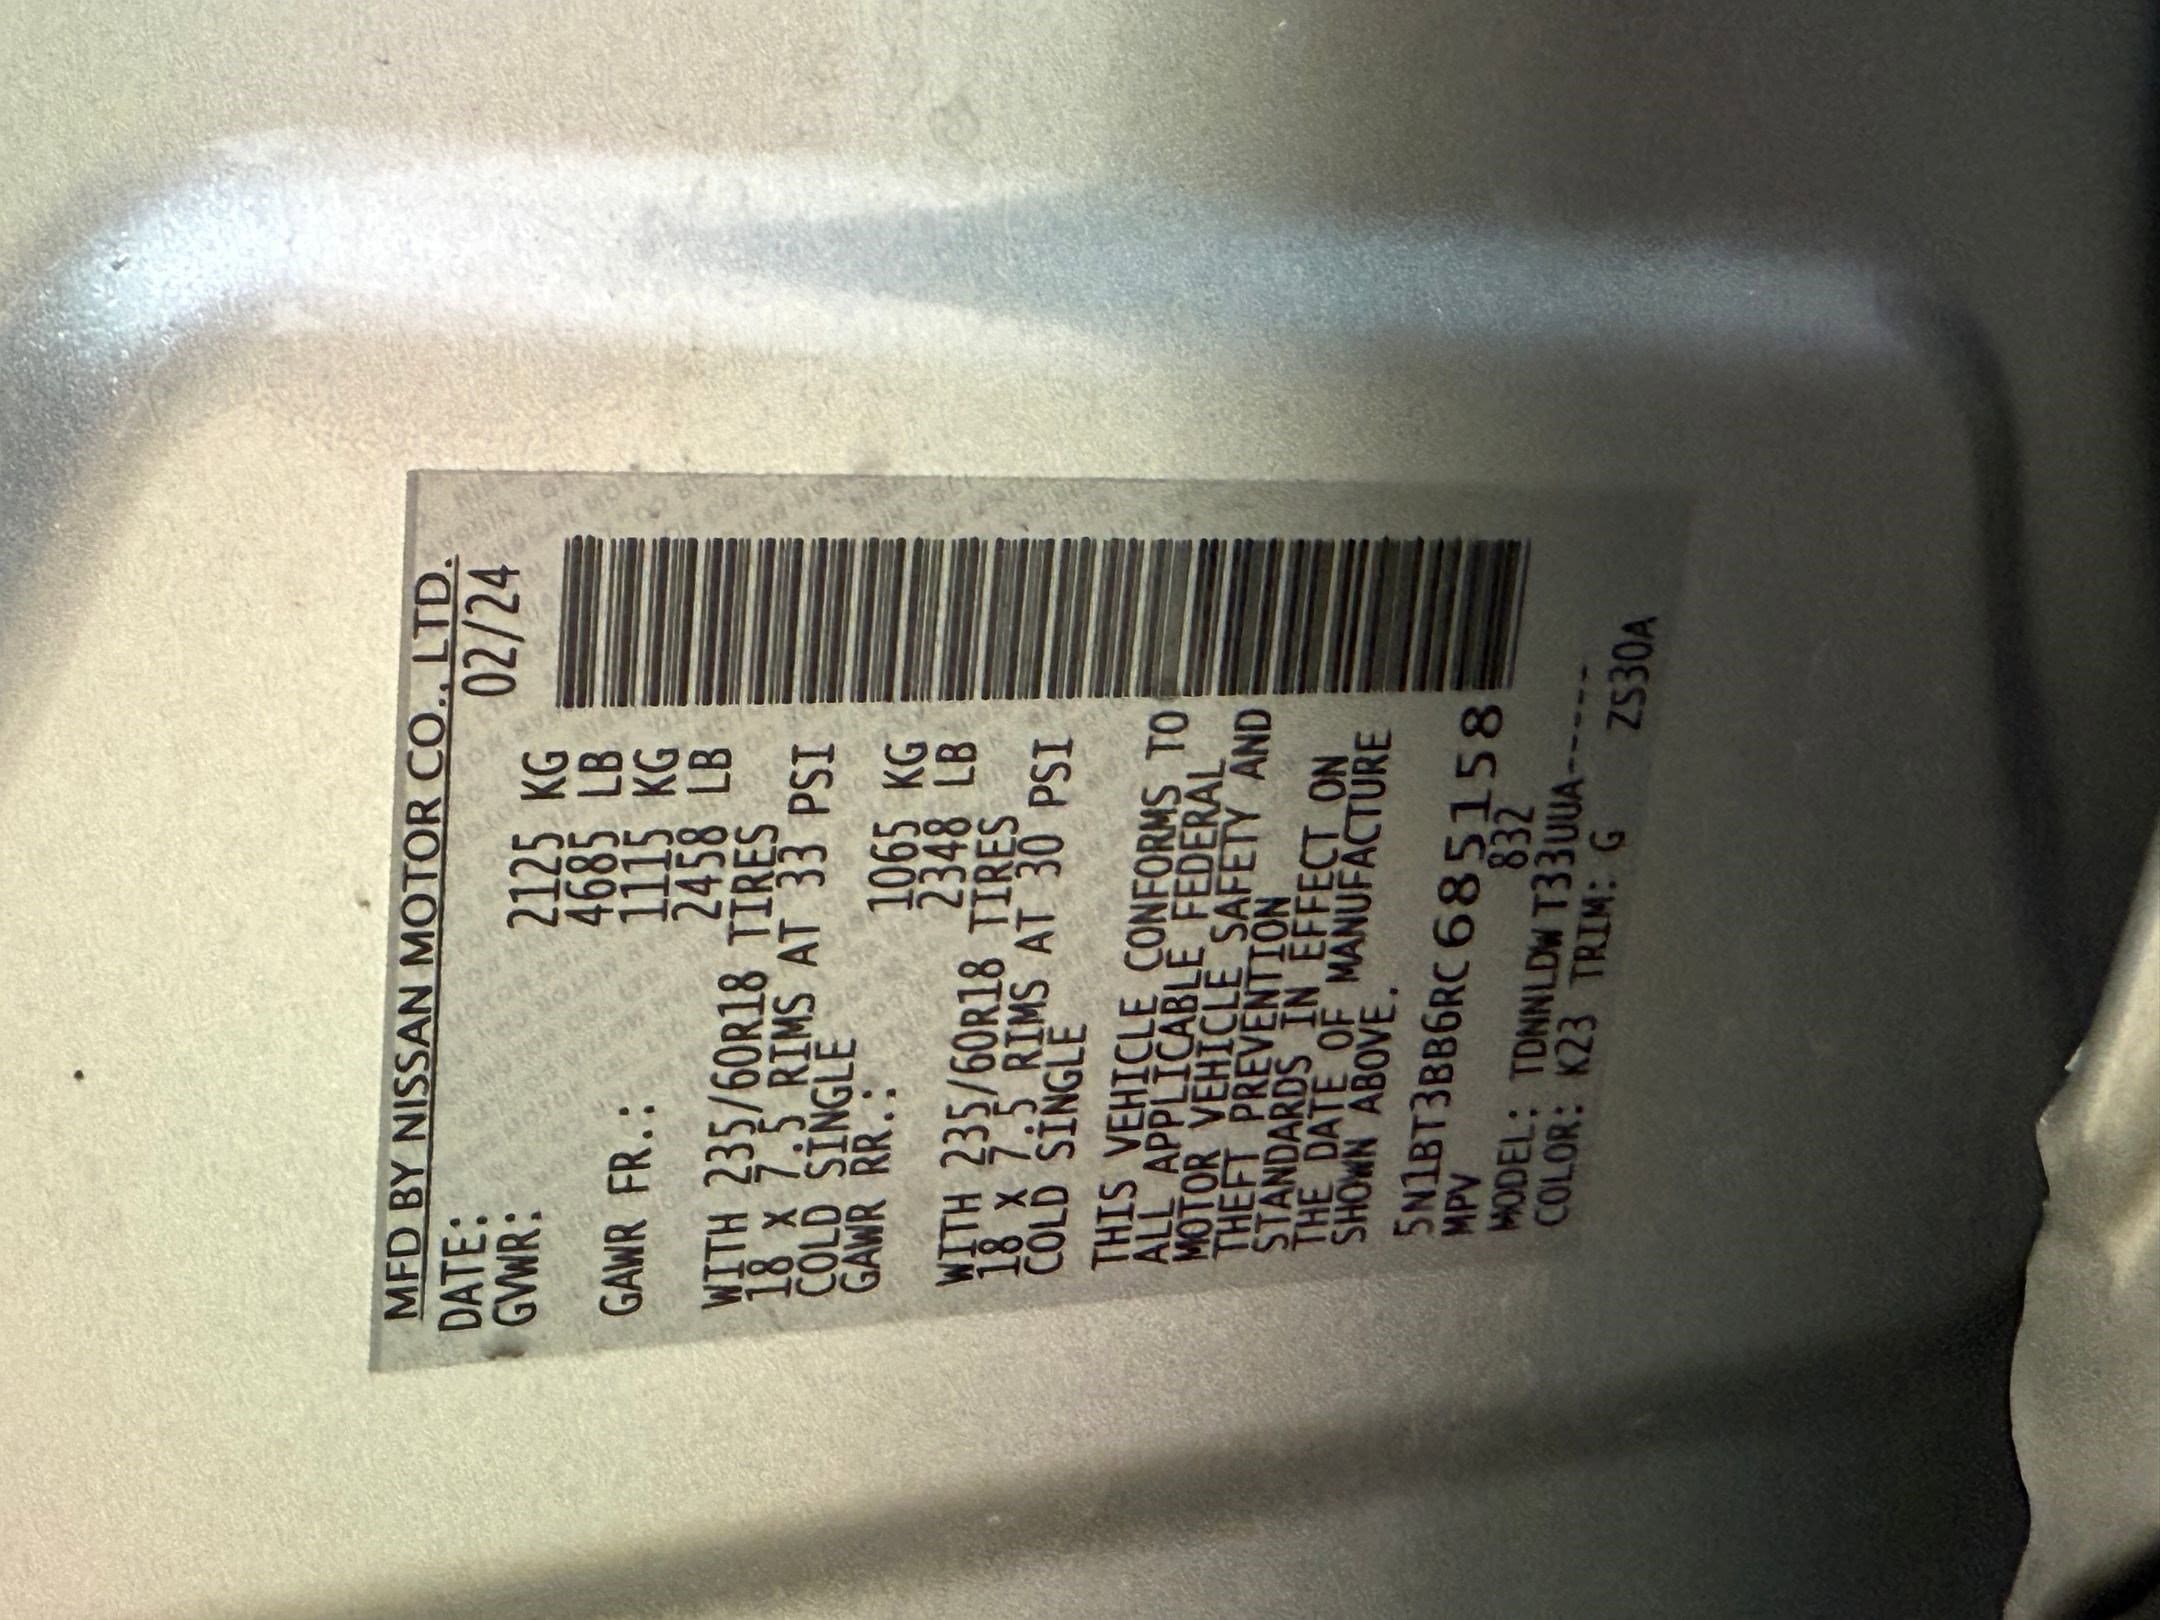 MFD BY NISSAN MOTOR CO., LTD.
DATE: 02/24
GVWR: 2125 KG
4685 LB
GAWR FR.: 1115 KG
2458 LB
WITH 235/60R18 TIRES
18 X 7.5 RIMS AT 33 PSI
COLD SINGLE
GAWR RR.: 1065 KG
2348 LB
WITH 235/60R18 TIRES
18 X 7.5 RIMS AT 30 PSI
COLD SINGLE
THIS VEHICLE CONFORMS TO
ALL APPLICABLE FEDERAL
MOTOR VEHICLE SAFETY AND
THEFT PREVENTION
STANDARDS IN EFFECT ON
THE DATE OF MANUFACTURE
SHOWN ABOVE.
5N1BT3BB6RC685158
MPV 832
MODEL: TDNNLDWT33UUA-----
COLOR: K23 TRIM: G ZS30A